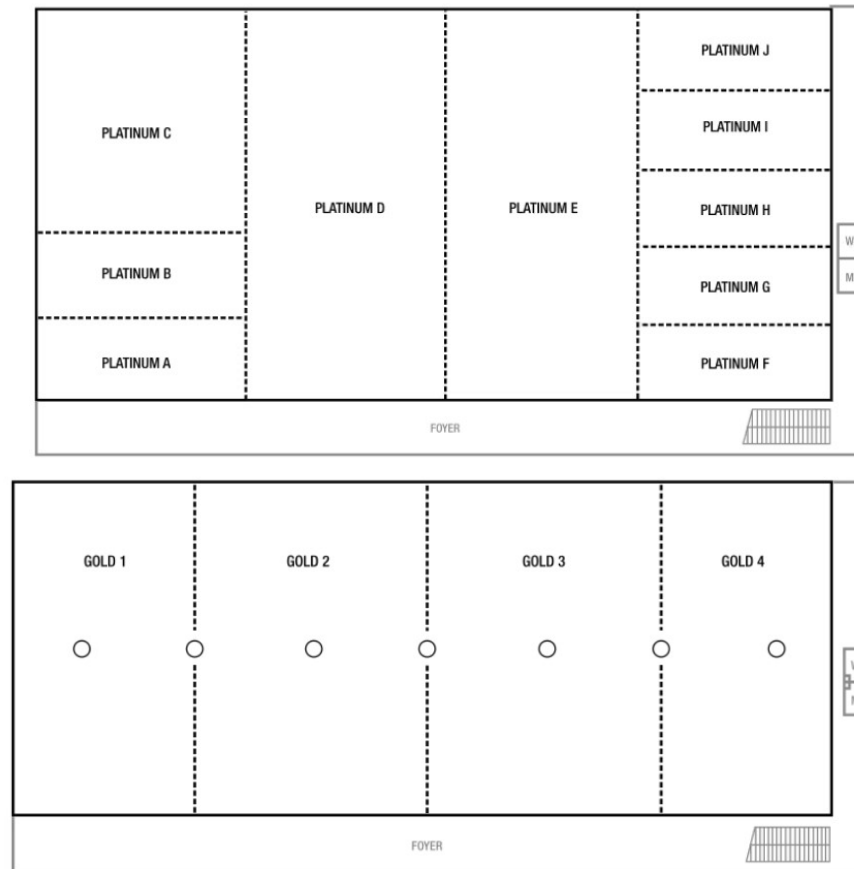 PLATINUM J
PLATINUM C
PLATINUM I
PLATINUM D
PLATINUM E
PLATINUM H
W
PLATINUM B
M
PLATINUM G
PLATINUM A
PLATINUM F
FOYER
GOLD 1
GOLD 2
GOLD 3
GOLD 4
FOYER